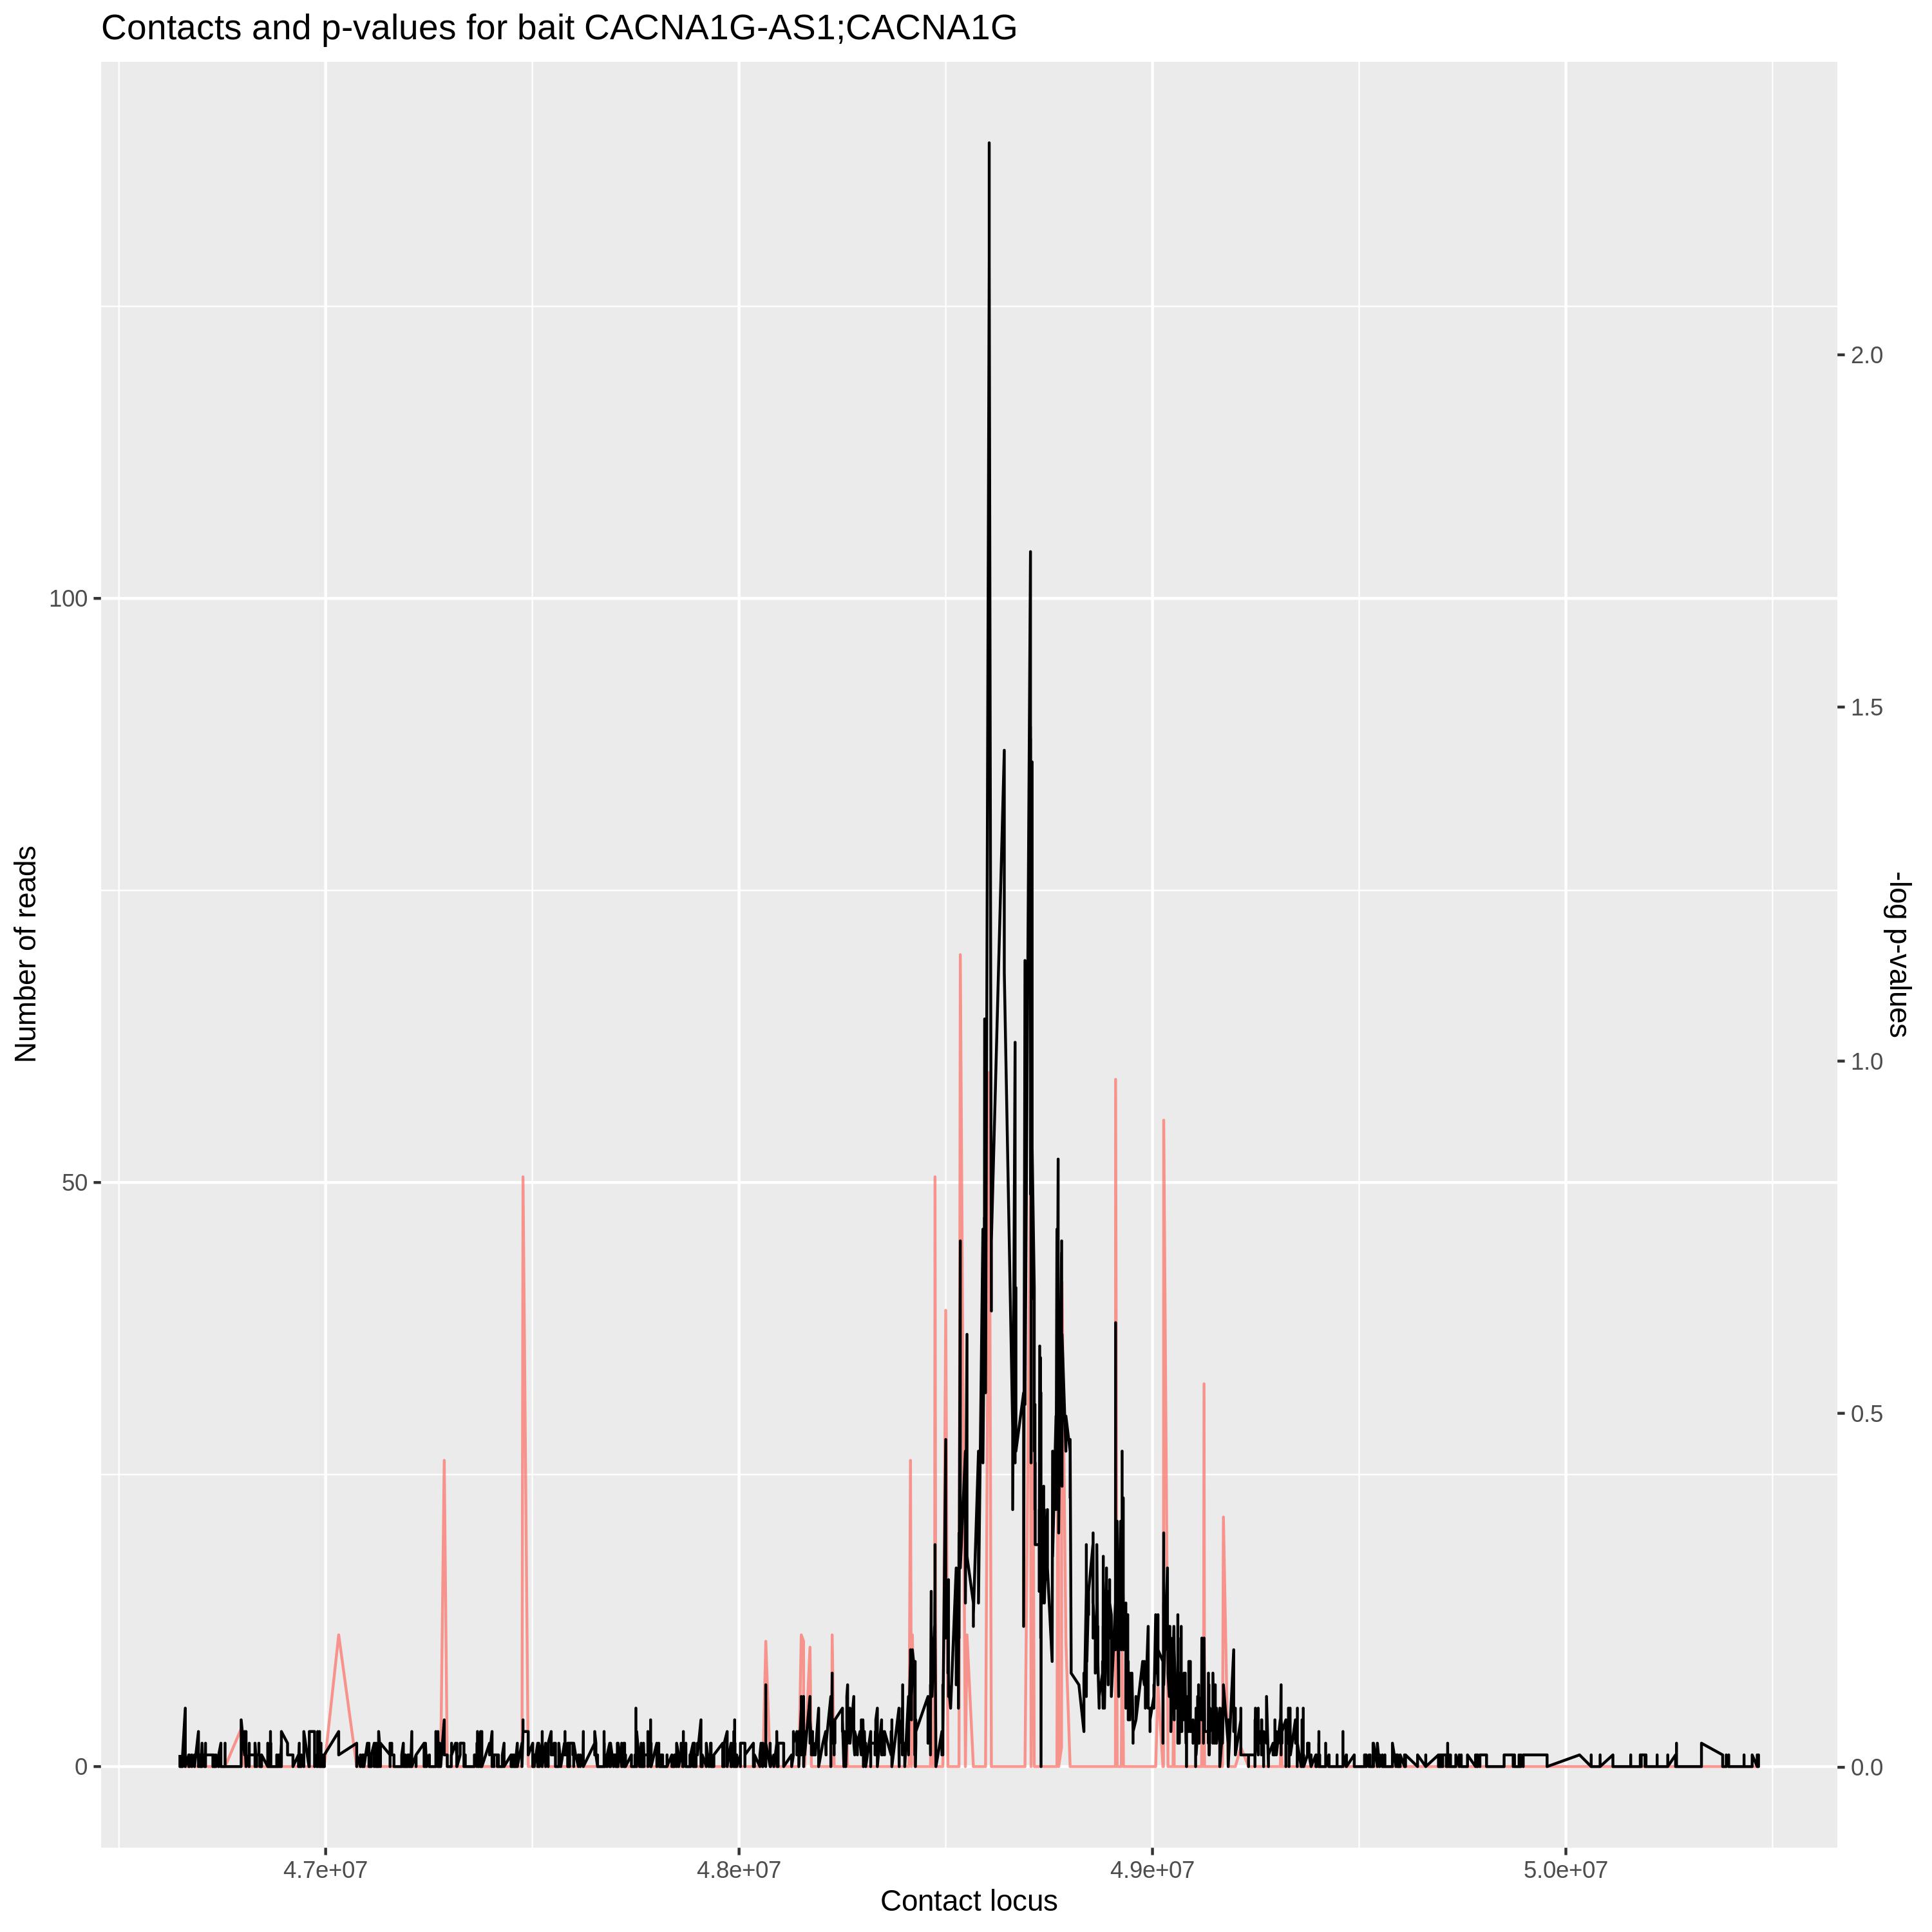 Contacts and p-values for bait CACNA1G-AS1;CACNA1G
Number of reads
100
50
0
2.0
1.5
1.0
0.5
0.0
-log p-values
4.7e+07 4.8e+07 4.9e+07 5.0e+07
Contact locus